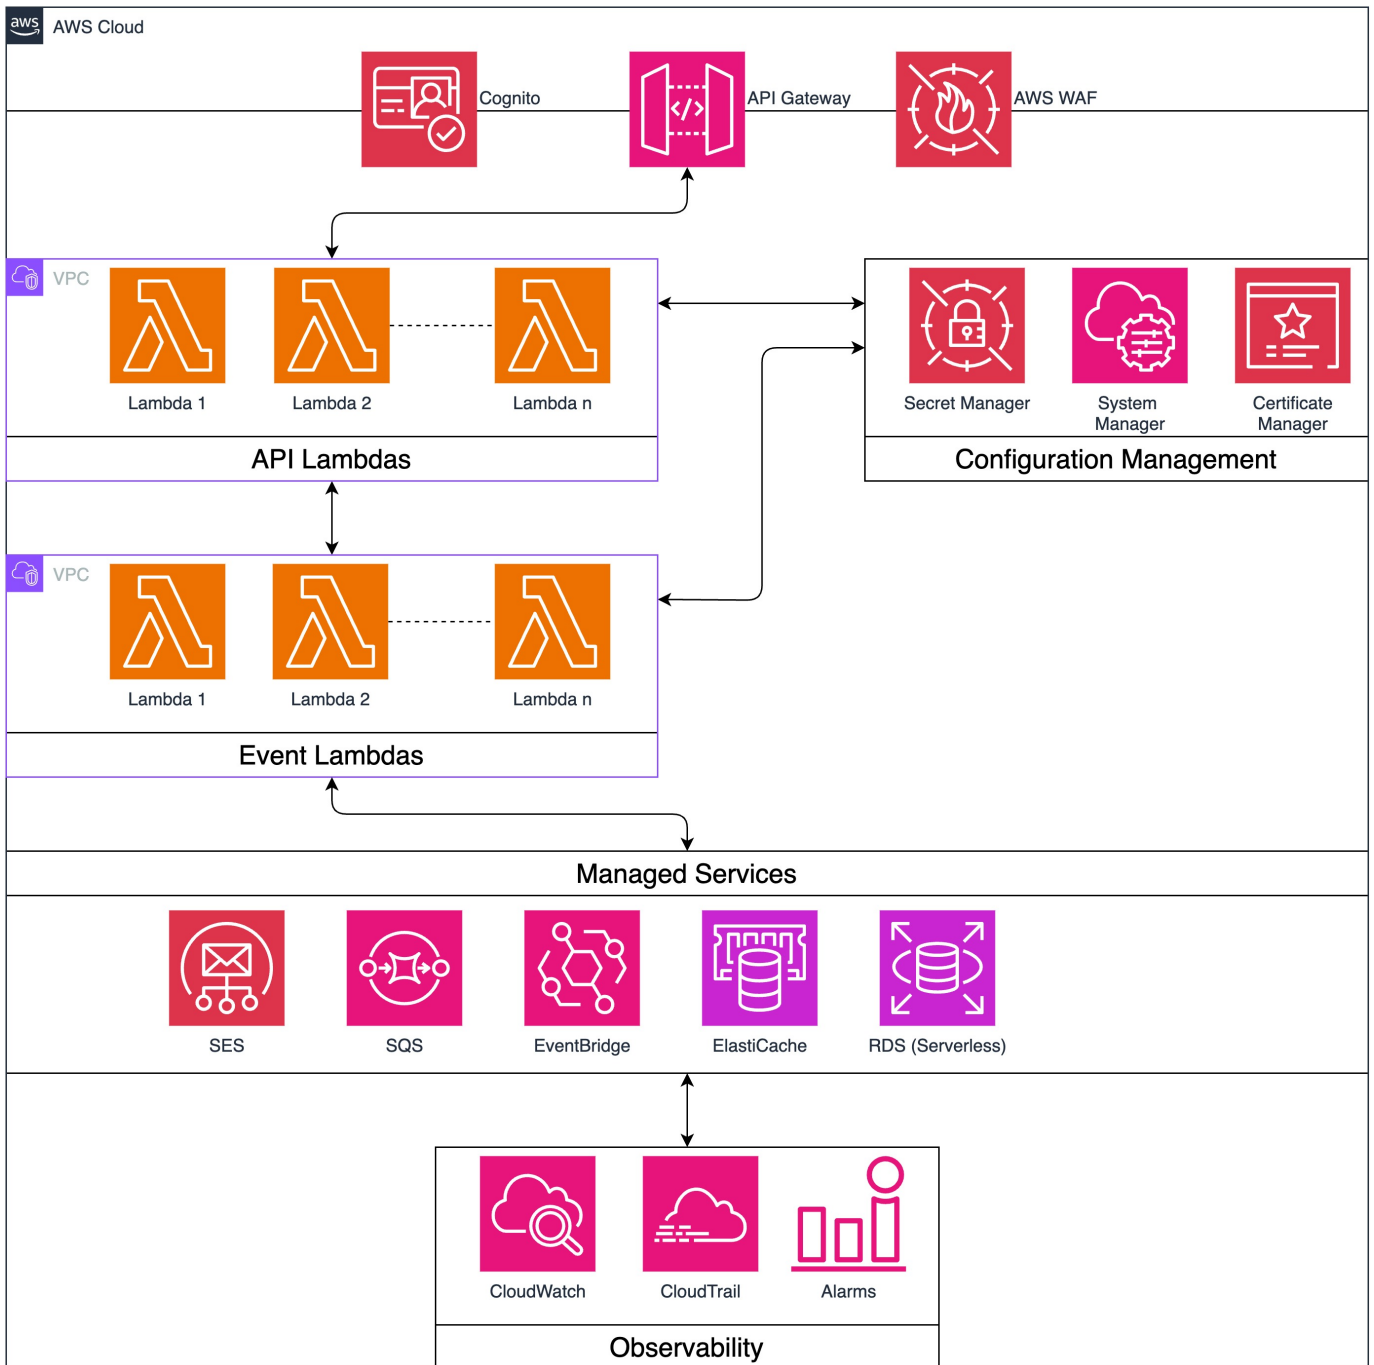 aws
AWS Cloud
Cognito
API Gateway
AWS WAF
VPC
Lambda 1
Lambda 2
Lambda n
API Lambdas
Secret Manager
System
Manager
Certificate
Manager
Configuration Management
VPC
Lambda 1
Lambda 2
Lambda n
Event Lambdas
Managed Services
SES
SQS
EventBridge
ElastiCache
RDS (Serverless)
CloudWatch
CloudTrail
Alarms
Observability